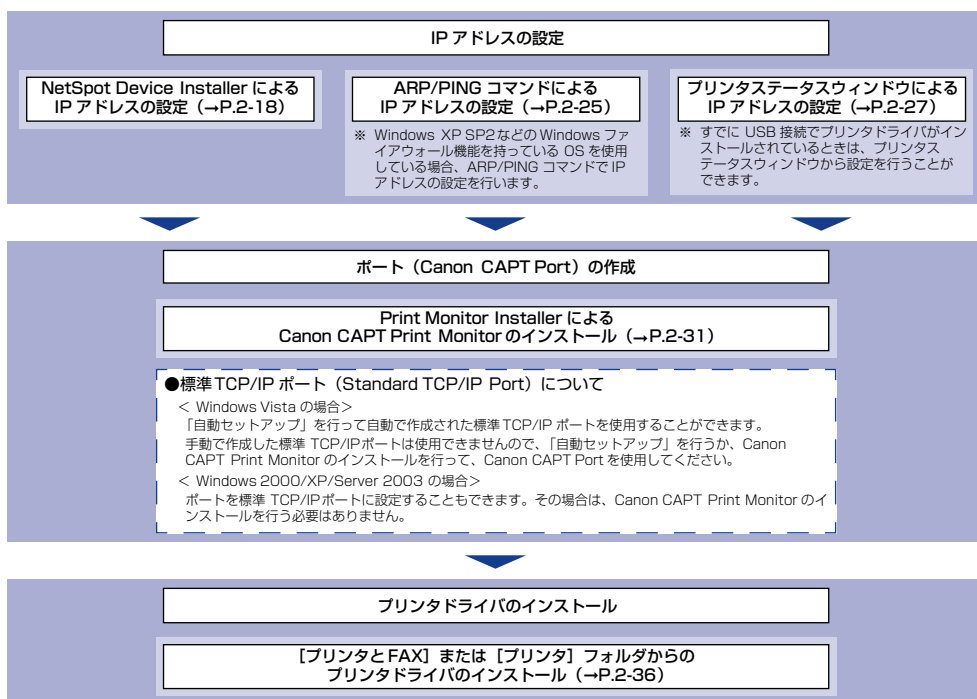 IP アドレスの設定
NetSpot Device Installer による
IP アドレスの設定（→P.2-18）
ARP/PING コマンドによる
IP アドレスの設定（→P.2-25）
※ Windows XP SP2などの Windows ファ
イアウォール機能を持っている OS を使用
している場合、ARP/PING コマンドで IP
アドレスの設定を行います。
プリンタステータスウィンドウによる
IP アドレスの設定（→P.2-27）
※ すでに USB 接続でプリンタドライバがイン
ストールされているときは、プリンタス
テータスウィンドウから設定を行うことが
できます。
ポート（Canon CAPT Port）の作成
Print Monitor Installer による
Canon CAPT Print Monitor のインストール（→P.2-31）
●標準 TCP/IP ポート（Standard TCP/IP Port）について
＜ Windows Vista の場合＞
「自動セットアップ」を行って自動で作成された標準 TCP/IP ポートを使用することができます。
手動で作成した標準 TCP/IPポートは使用できませんので、「自動セットアップ」を行うか、Canon
CAPT Print Monitor のインストールを行って、Canon CAPT Port を使用してください。
＜ Windows 2000/XP/Server 2003 の場合＞
ポートを標準 TCP/IPポートに設定することもできます。その場合は、Canon CAPT Print Monitor のイ
ンストールを行う必要はありません。
プリンタドライバのインストール
［プリンタと FAX］または［プリンタ］フォルダからの
プリンタドライバのインストール（→P.2-36）